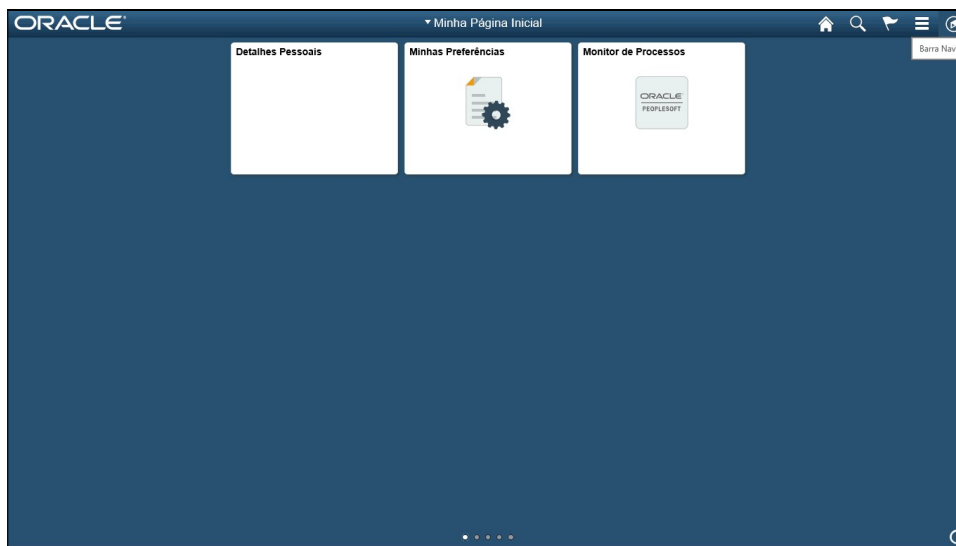 ORACLE
Minha Página Inicial
Barra Nav
Detalhes Pessoais
Minhas Preferências
Monitor de Processos
ORACLE
PEOPLESOFT